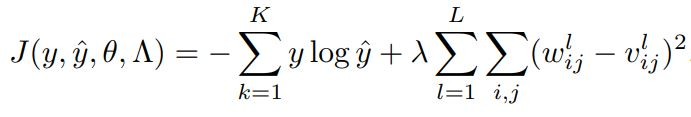 J(y, ŷ, θ, Λ) = − ∑_{k=1}^{K} y log ŷ + λ ∑_{l=1}^{L} ∑_{i,j} (w_{ij}^{l} − v_{ij}^{l})^2